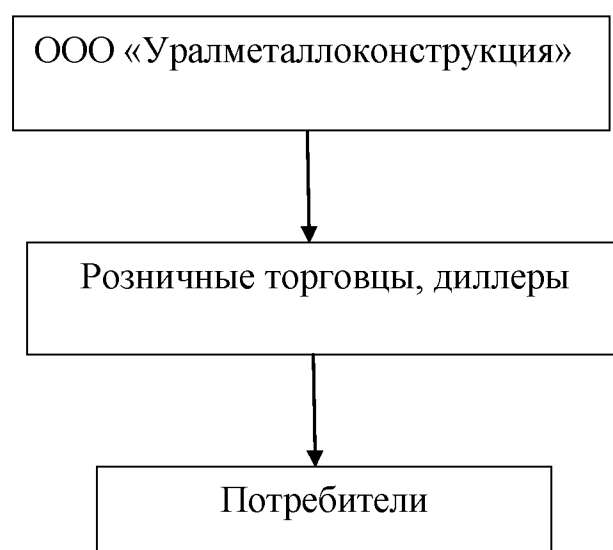 ООО «Уралметаллоконструкция»
Розничные торговцы, диллеры
Потребители